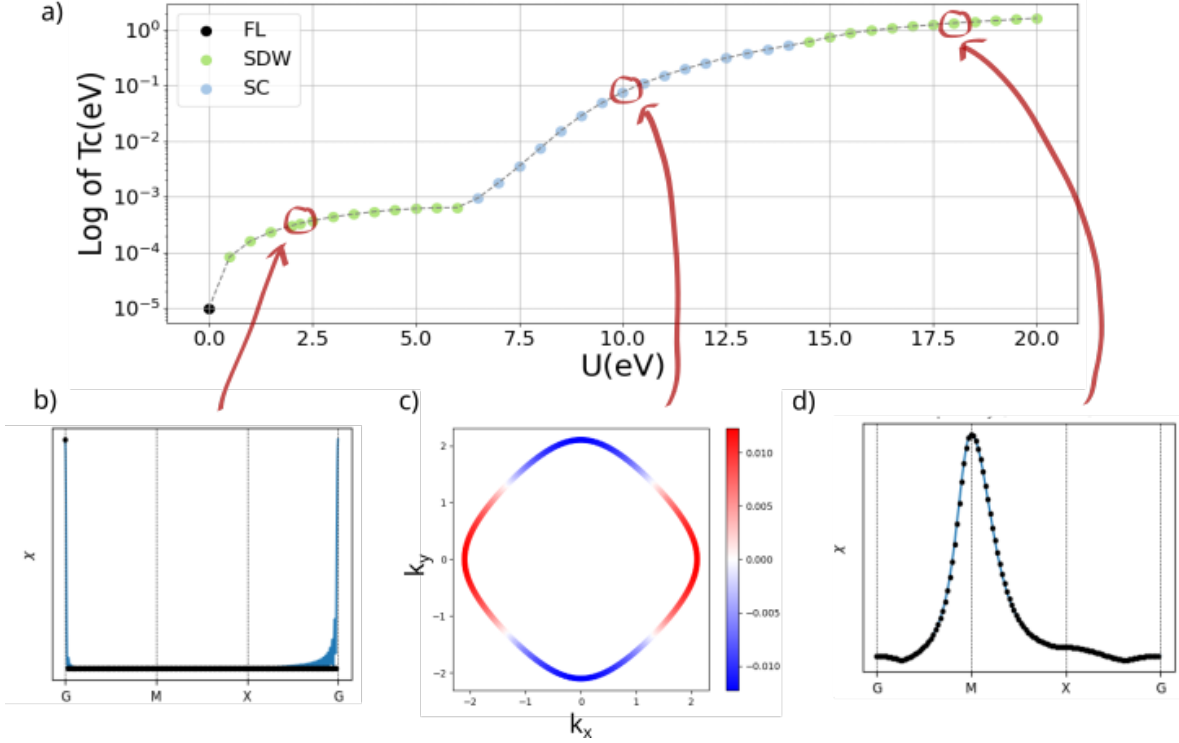 a)
Log of Tc(eV)
10⁰
10⁻¹
10⁻²
10⁻³
10⁻⁴
10⁻⁵
FL
SDW
SC
0.0 2.5 5.0 7.5 10.0 12.5 15.0 17.5 20.0
U(eV)
b)
χ
G M X G
c)
k_y
2
1
0
−1
−2
−2 −1 0 1 2
k_x
0.010
0.005
0.000
−0.005
−0.010
d)
χ
G M X G